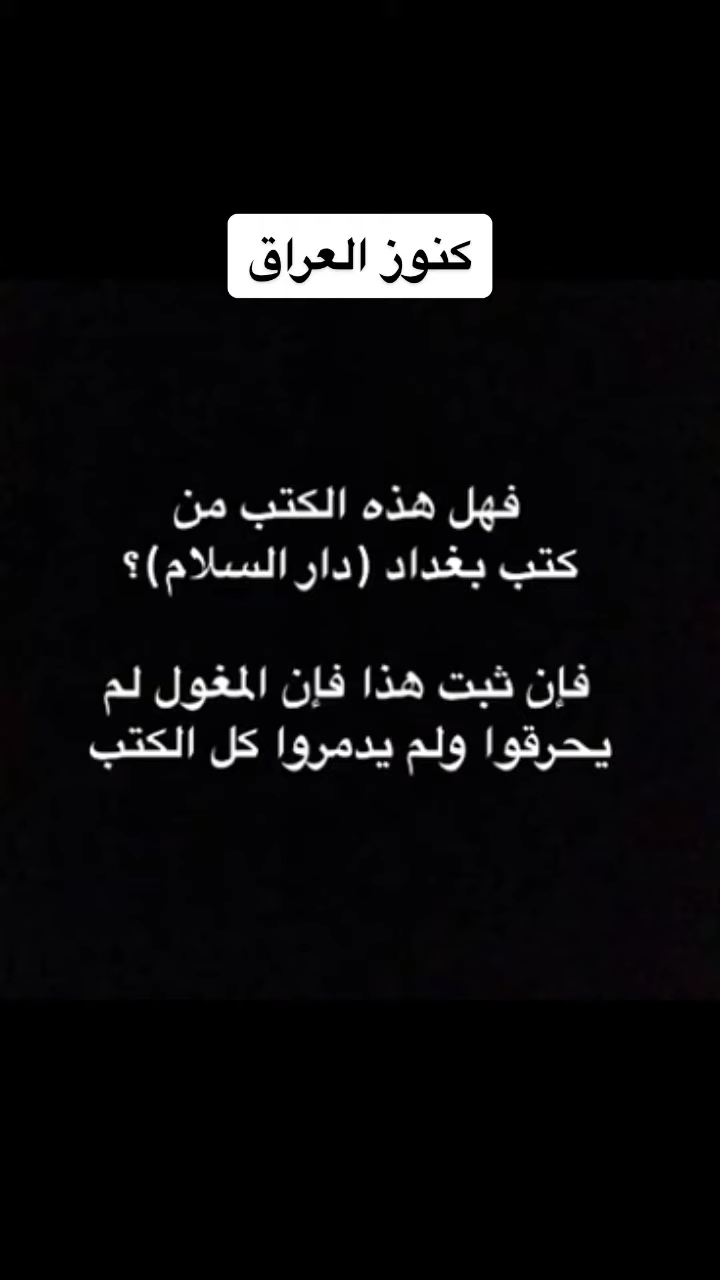 كنوز العراق
فهل هذه الكتب من
كتب بغداد (دار السلام)؟
فإن ثبت هذا فإن المغول لم
يحرقوا ولم يدمروا كل الكتب